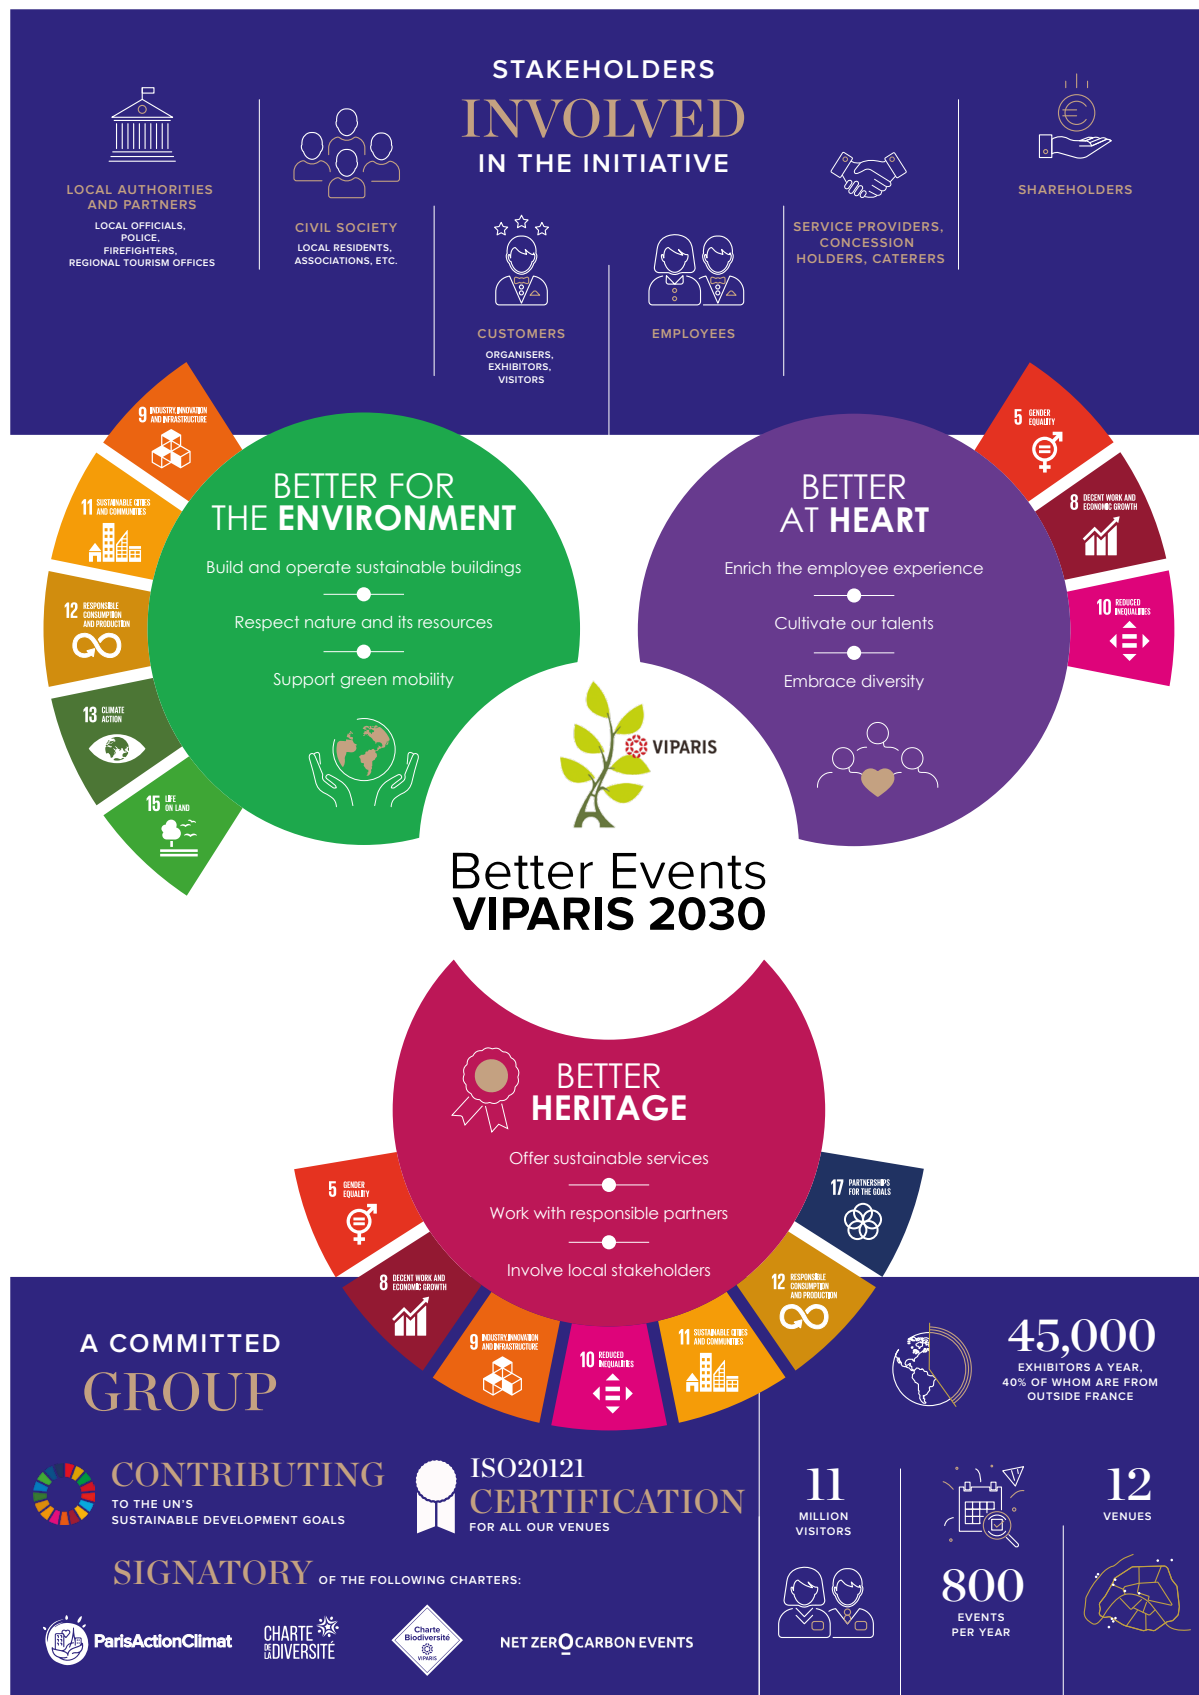 STAKEHOLDERS
INVOLVED
IN THE INITIATIVE
LOCAL AUTHORITIES
AND PARTNERS
LOCAL OFFICIALS,
POLICE,
FIREFIGHTERS,
REGIONAL TOURISM OFFICES
CIVIL SOCIETY
LOCAL RESIDENTS,
ASSOCIATIONS, ETC.
CUSTOMERS
ORGANISERS,
EXHIBITORS,
VISITORS
EMPLOYEES
SERVICE PROVIDERS,
CONCESSION
HOLDERS, CATERERS
SHAREHOLDERS
9 INDUSTRY, INNOVATION
AND INFRASTRUCTURE
11 SUSTAINABLE CITIES
AND COMMUNITIES
12 RESPONSIBLE
CONSUMPTION
AND PRODUCTION
13 CLIMATE
ACTION
15 LIFE
ON LAND
BETTER FOR
THE ENVIRONMENT
Build and operate sustainable buildings
Respect nature and its resources
Support green mobility
BETTER
AT HEART
Enrich the employee experience
Cultivate our talents
Embrace diversity
5 GENDER
EQUALITY
8 DECENT WORK AND
ECONOMIC GROWTH
10 REDUCED
INEQUALITIES
VIPARIS
Better Events
VIPARIS 2030
BETTER
HERITAGE
Offer sustainable services
Work with responsible partners
Involve local stakeholders
5 GENDER
EQUALITY
8 DECENT WORK AND
ECONOMIC GROWTH
9 INDUSTRY, INNOVATION
AND INFRASTRUCTURE
10 REDUCED
INEQUALITIES
11 SUSTAINABLE CITIES
AND COMMUNITIES
12 RESPONSIBLE
CONSUMPTION
AND PRODUCTION
17 PARTNERSHIPS
FOR THE GOALS
A COMMITTED
GROUP
CONTRIBUTING
TO THE UN'S
SUSTAINABLE DEVELOPMENT GOALS
ISO20121
CERTIFICATION
FOR ALL OUR VENUES
SIGNATORY OF THE FOLLOWING CHARTERS:
ParisActionClimat
CHARTE
DE LA DIVERSITÉ
Charte
Biodiversité
VIPARIS
NET ZERO CARBON EVENTS
45,000
EXHIBITORS A YEAR,
40% OF WHOM ARE FROM
OUTSIDE FRANCE
11
MILLION
VISITORS
800
EVENTS
PER YEAR
12
VENUES